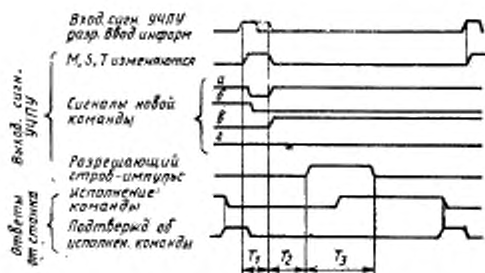 Вход. сигн. УЧПУ
разр. ввод информ
M, S, T изменяются
Сигналы новой
команды
а
б
в
г
Разрешающий
строб-импульс
Исполнение
команды
Подтвержд об
исполнен. команды
Выход. сигн.
УЧПУ
Ответы
от станка
T₁
T₂
T₃